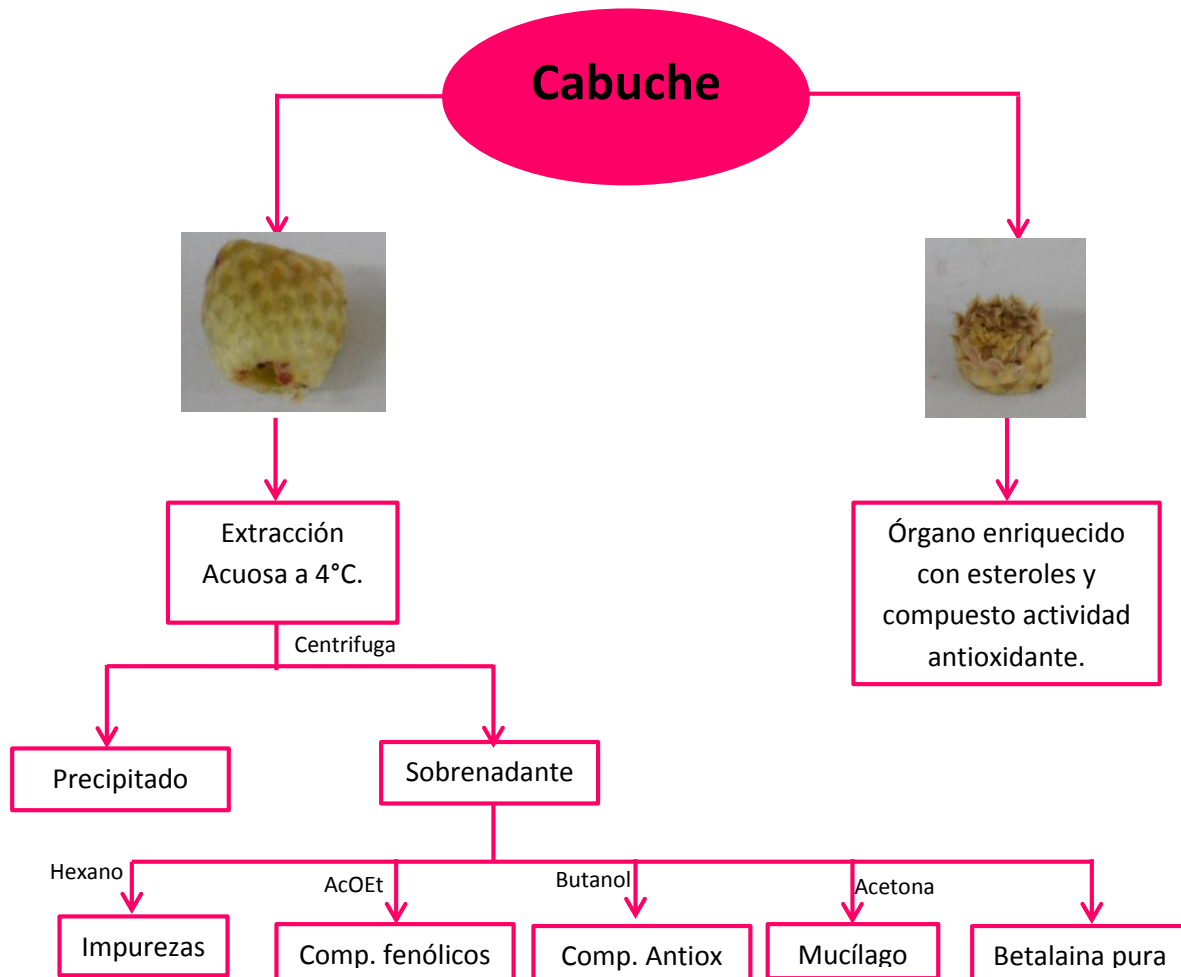 Cabuche
Extracción
Acuosa a 4°C.
Órgano enriquecido
con esteroles y
compuesto actividad
antioxidante.
Centrifuga
Precipitado
Sobrenadante
Hexano
AcOEt
Butanol
Acetona
Impurezas
Comp. fenólicos
Comp. Antiox
Mucílago
Betalaina pura